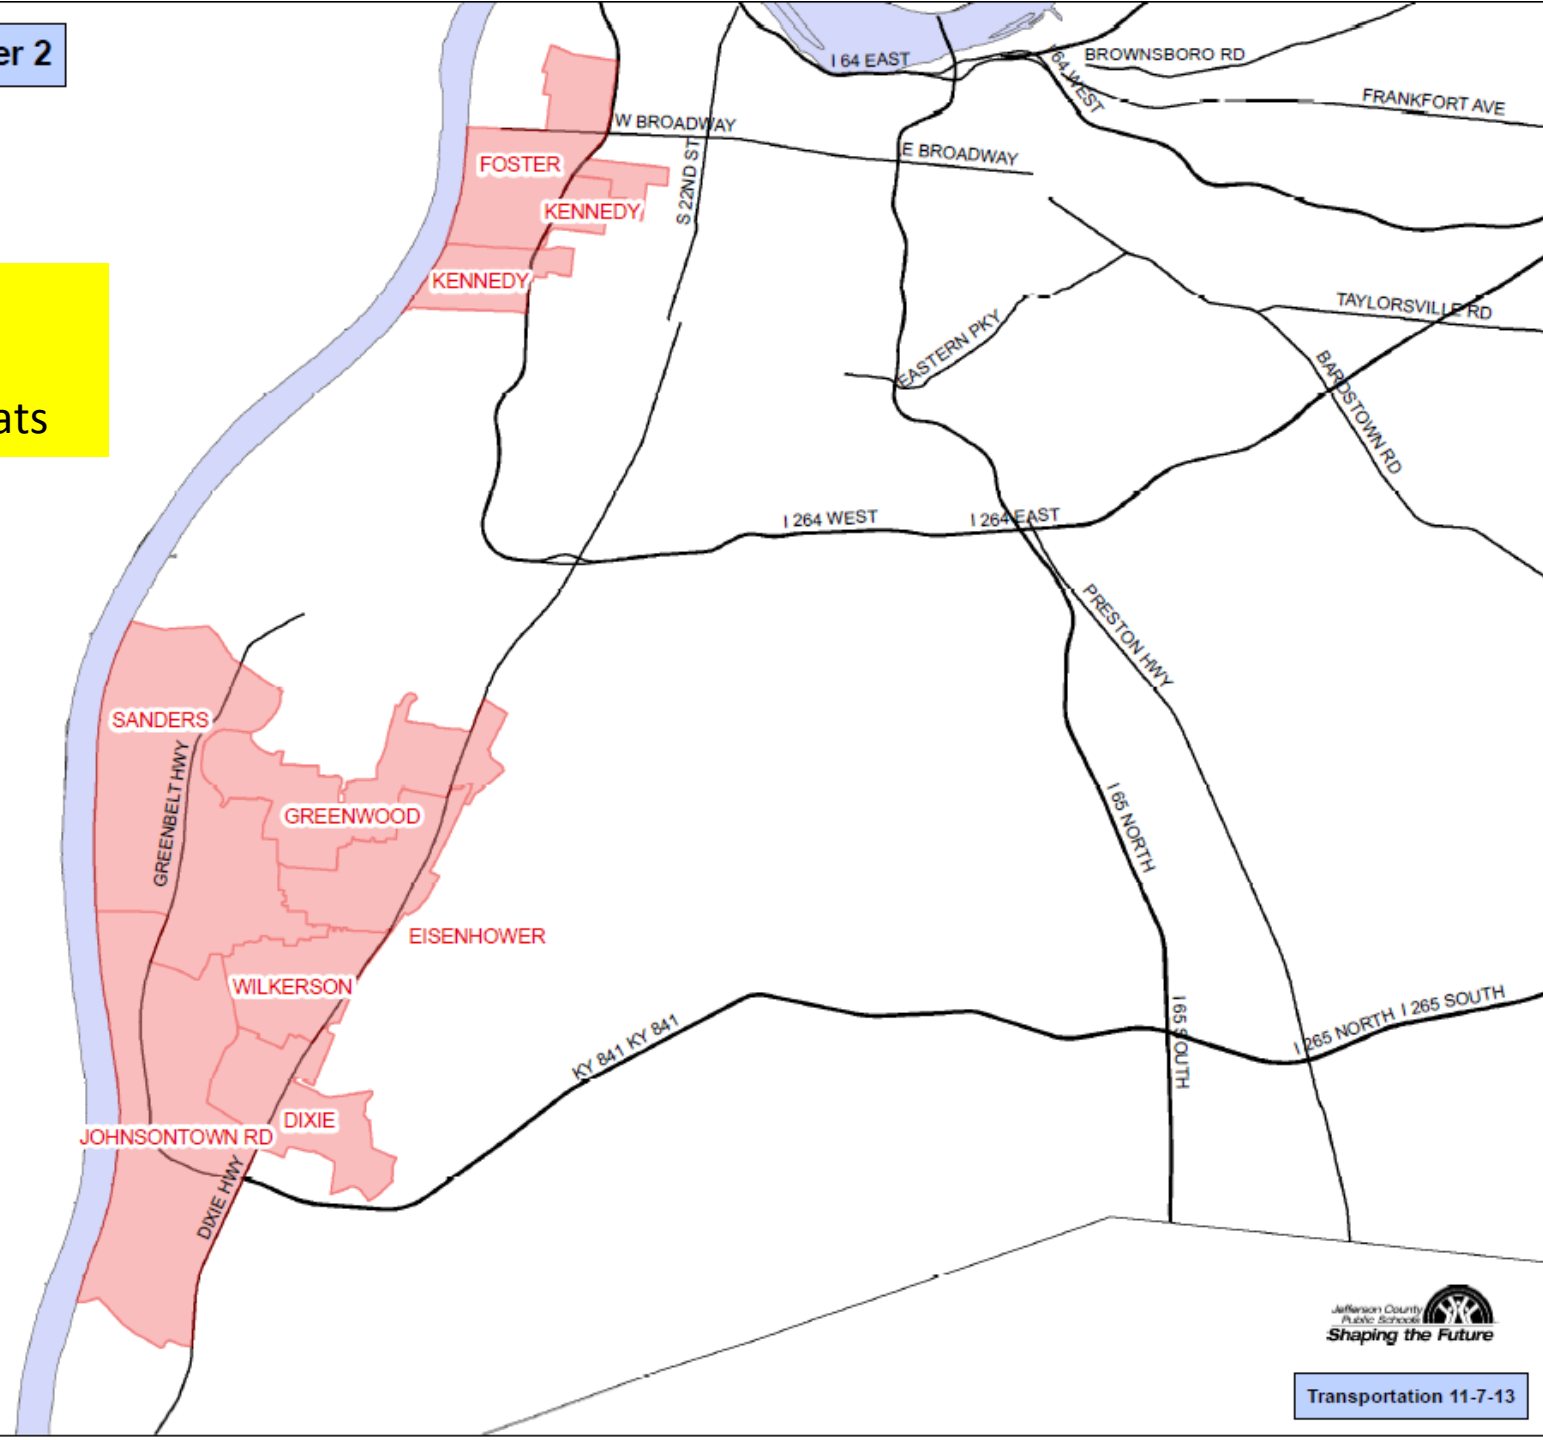 er 2
I 64 EAST
I 64 WEST
BROWNSBORO RD
FRANKFORT AVE
W BROADWAY
E BROADWAY
S 22ND ST
FOSTER
KENNEDY
KENNEDY
ats
EASTERN PKY
TAYLORSVILLE RD
BARDSTOWN RD
I 264 WEST
I 264 EAST
PRESTON HWY
SANDERS
GREENBELT HWY
GREENWOOD
I 65 NORTH
EISENHOWER
WILKERSON
KY 841 KY 841
I 65 SOUTH
I 265 NORTH I 265 SOUTH
DIXIE
JOHNSONTOWN RD
DIXIE HWY
Jefferson County
Public Schools
Shaping the Future
Transportation 11-7-13